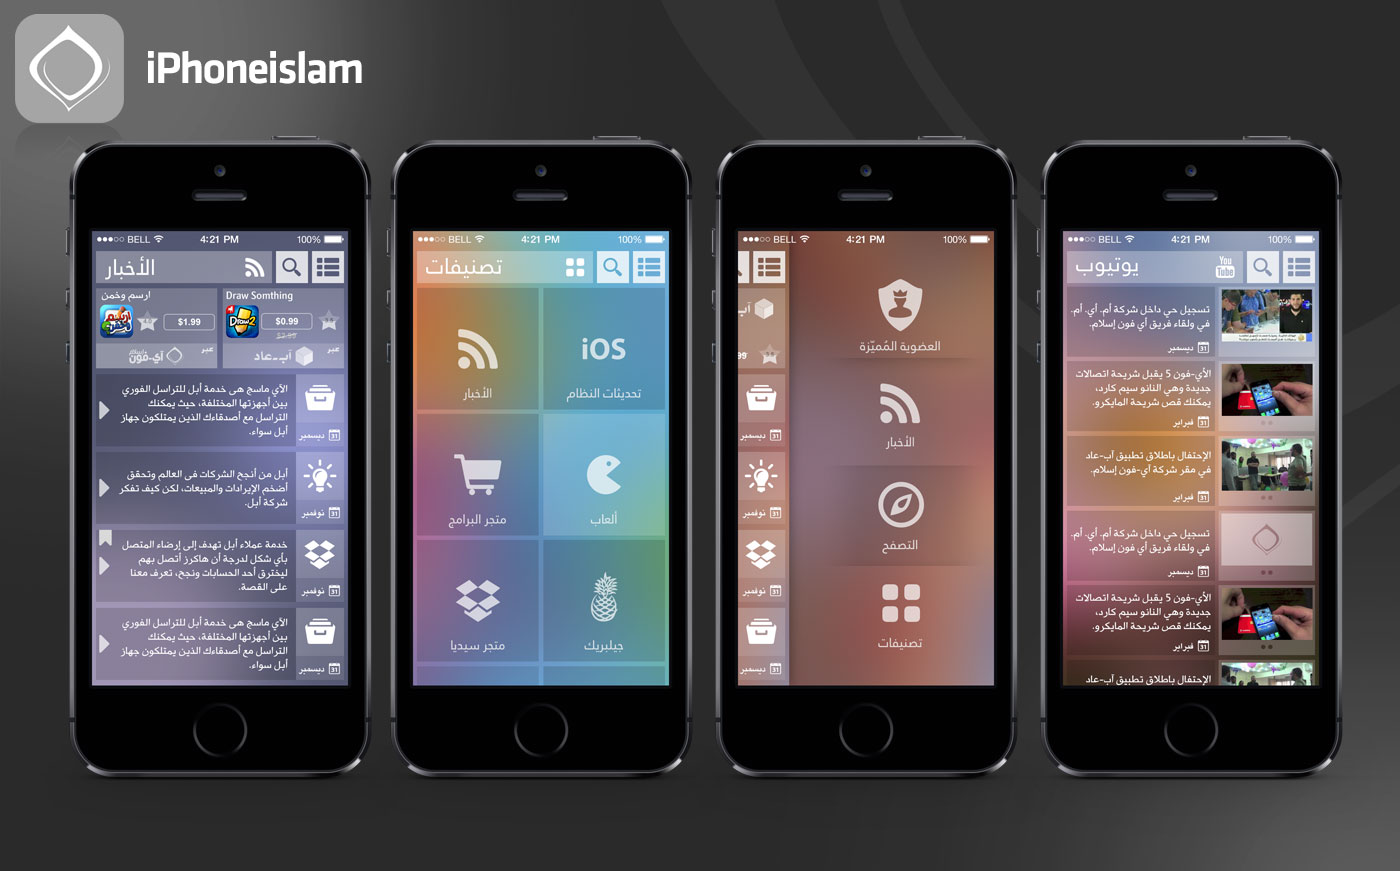 iPhoneislam
BELL 4:21 PM 100%
الأخبار
ارسم وخمن
$1.99
Draw Somthing
$0.99
$2.99
عبر
آي-فون إسلام
عبر
آب-عاد
الآي ماسج هى خدمة أبل للتراسل الفوري
بين أجهزتها المختلفة، حيث يمكنك
التراسل مع أصدقاءك الذين يمتلكون جهاز
أبل سواء.
31 ديسمبر
أبل من أنجح الشركات فى العالم وتحقق
أضخم الإيرادات والمبيعات، لكن كيف تفكر
شركة أبل.
31 نوفمبر
خدمة عملاء أبل تهدف إلى إرضاء المتصل
بأي شكل لدرجة أن هاكرز أتصل بهم
ليخترق أحد الحسابات ونجح، تعرف معنا
على القصة.
31 نوفمبر
الآي ماسج هى خدمة أبل للتراسل الفوري
بين أجهزتها المختلفة، حيث يمكنك
التراسل مع أصدقاءك الذين يمتلكون جهاز
أبل سواء.
31 ديسمبر
BELL 4:21 PM 100%
تصنيفات
iOS
تحديثات النظام
الأخبار
ألعاب
متجر البرامج
جيلبريك
متجر سيديا
BELL 4:21 PM 100%
31 ديسمبر
31 نوفمبر
31 نوفمبر
31 ديسمبر
العضوية المُميّزة
الأخبار
التصفح
تصنيفات
BELL 4:21 PM 100%
يوتيوب
You
Tube
تسجيل حي داخل شركة أم. أي. أم.
في ولقاء فريق أي فون إسلام.
31 ديسمبر
الأي-فون 5 يقبل شريحة اتصالات
جديدة وهي النانو سيم كارد، كما
يمكنك قص شريحة المايكرو.
31 فبراير
الإحتفال باطلاق تطبيق آب-عاد
في مقر شركة آي-فون إسلام.
31 فبراير
تسجيل حي داخل شركة أم. أي. أم.
في ولقاء فريق أي فون إسلام.
31 ديسمبر
الأي-فون 5 يقبل شريحة اتصالات
جديدة وهي النانو سيم كارد، كما
يمكنك قص شريحة المايكرو.
31 فبراير
الإحتفال باطلاق تطبيق آب-عاد